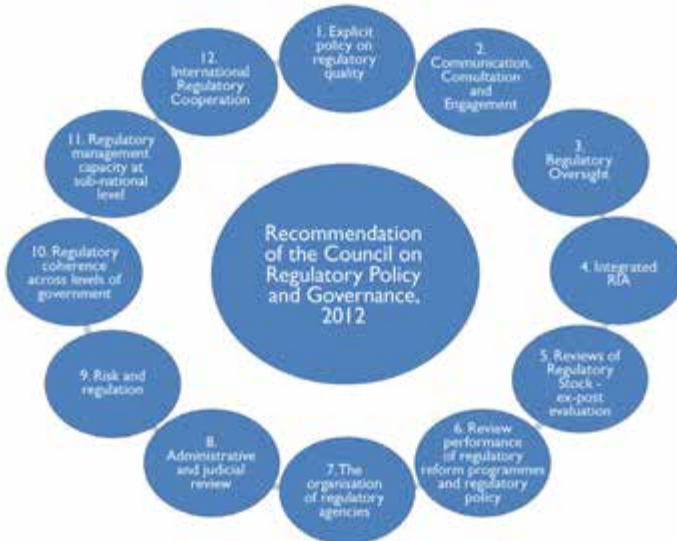 Recommendation
of the Council on
Regulatory Policy
and Governance,
2012
1. Explicit
policy on
regulatory
quality
2.
Communication,
Consultation
and
Engagement
3.
Regulatory
Oversight
4. Integrated
RIA
5. Reviews of
Regulatory
Stock -
ex-post
evaluation
6. Review
performance
of regulatory
reform programmes
and regulatory
policy
7. The
organisation
of regulatory
agencies
8.
Administrative
and judicial
review
9. Risk and
regulation
10. Regulatory
coherence
across levels of
government
11. Regulatory
management
capacity at
sub-national
level
12.
International
Regulatory
Cooperation